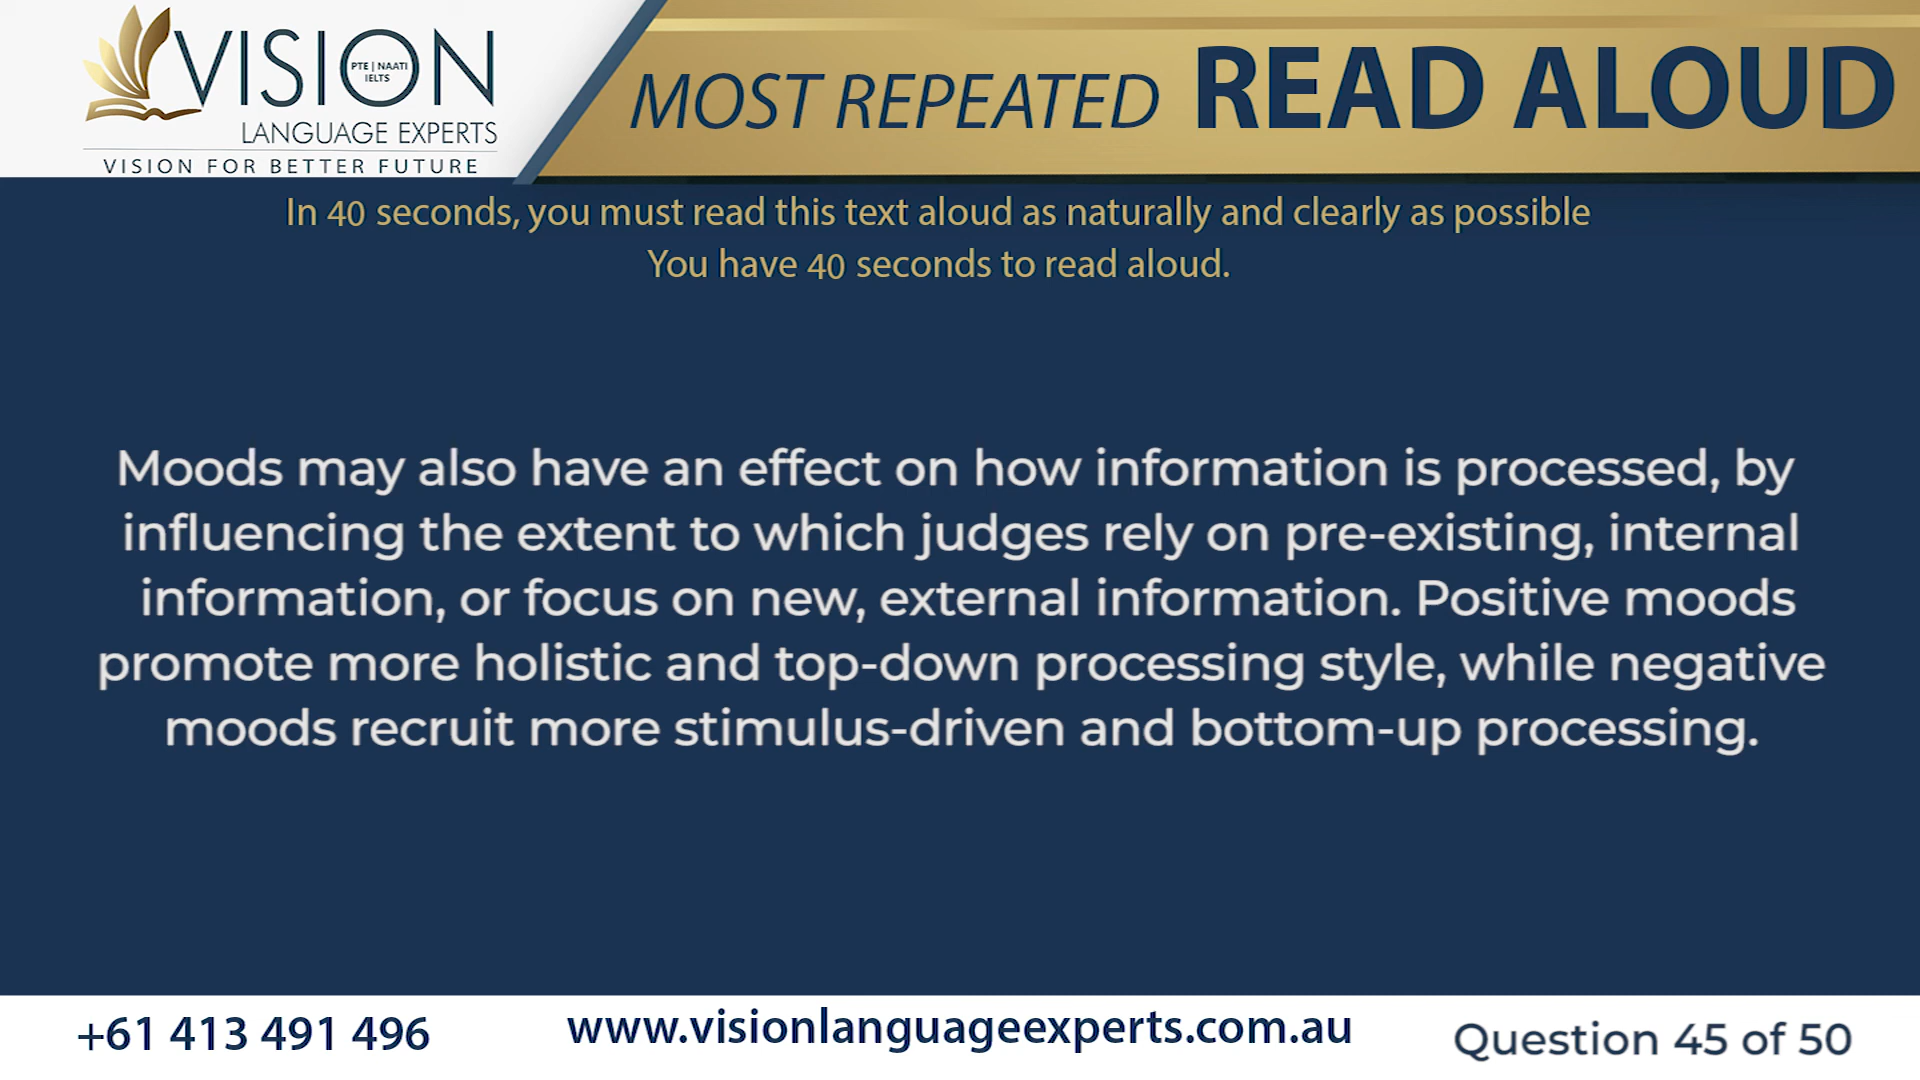 VISION
PTE | NAATI
IELTS
LANGUAGE EXPERTS
VISION FOR BETTER FUTURE
MOST REPEATED READ ALOUD
In 40 seconds, you must read this text aloud as naturally and clearly as possible
You have 40 seconds to read aloud.
Moods may also have an effect on how information is processed, by
influencing the extent to which judges rely on pre-existing, internal
information, or focus on new, external information. Positive moods
promote more holistic and top-down processing style, while negative
moods recruit more stimulus-driven and bottom-up processing.
+61 413 491 496
www.visionlanguageexperts.com.au
Question 45 of 50